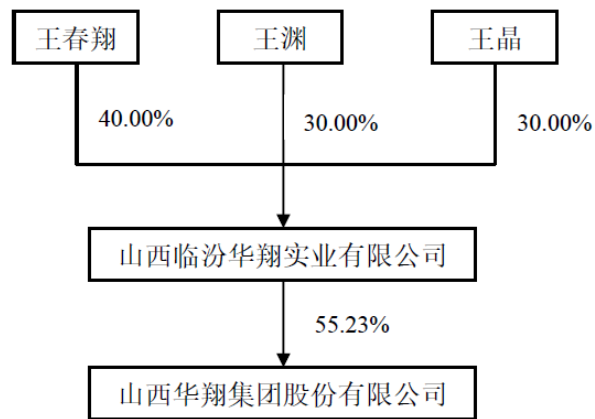 王春翔
王渊
王晶
40.00%
30.00%
30.00%
山西临汾华翔实业有限公司
55.23%
山西华翔集团股份有限公司